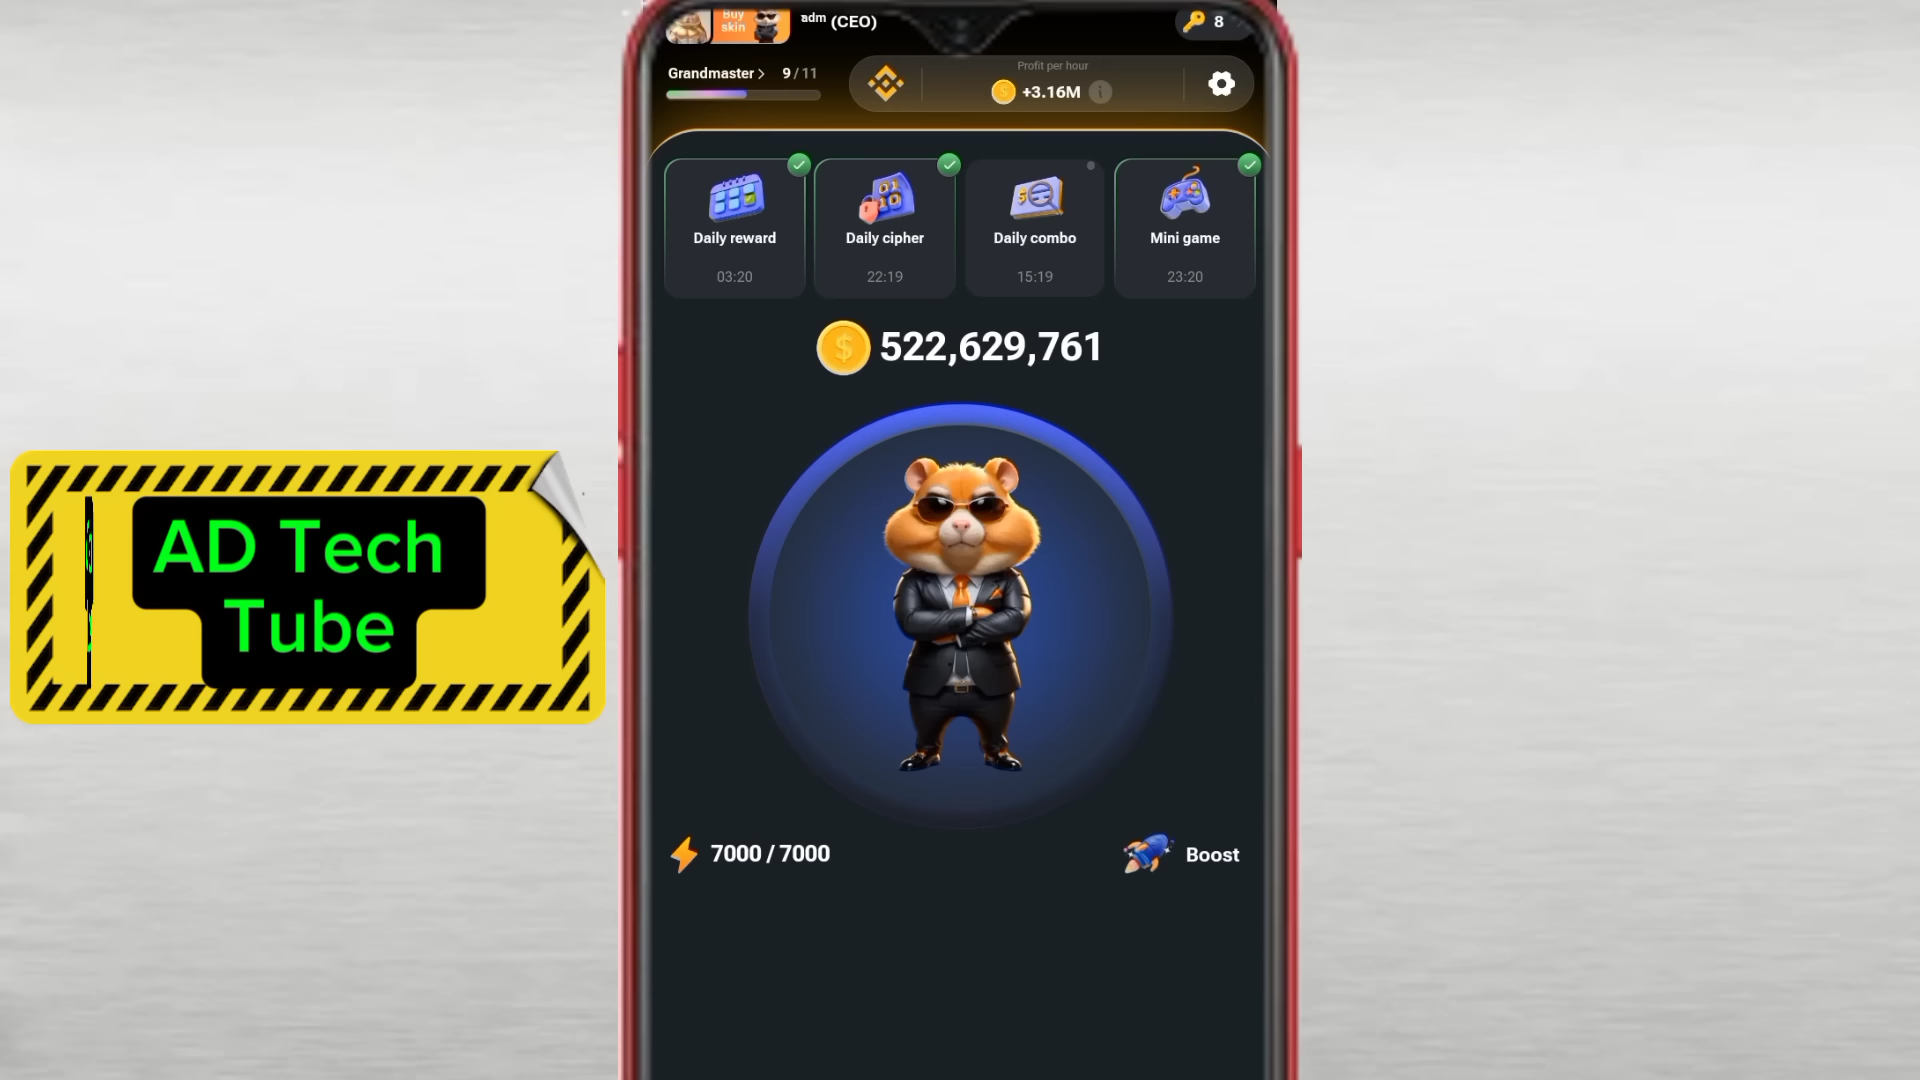 Buy
skin
adm (CEO)
8
Grandmaster > 9 / 11
Profit per hour
+3.16M
Daily reward
03:20
Daily cipher
22:19
Daily combo
15:19
Mini game
23:20
522,629,761
AD Tech
Tube
7000 / 7000
Boost